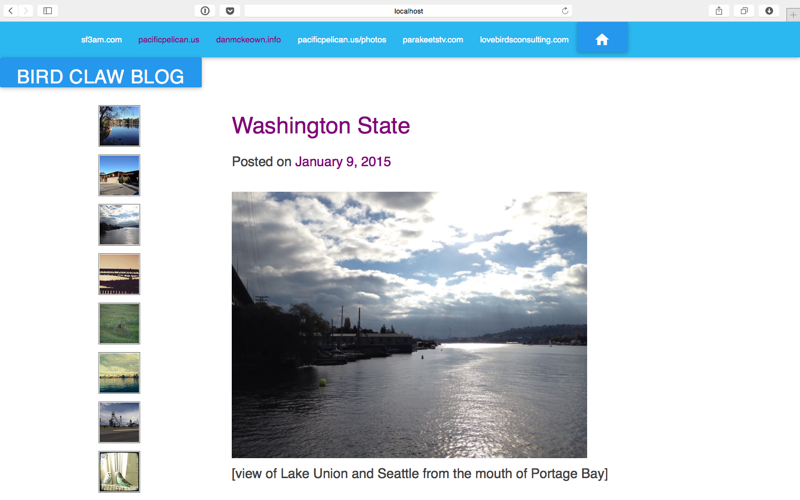 localhost
sf3am.com pacificpelican.us danmckeown.info pacificpelican.us/photos parakeetstv.com lovebirdsconsulting.com
BIRD CLAW BLOG
Washington State
Posted on January 9, 2015
[view of Lake Union and Seattle from the mouth of Portage Bay]